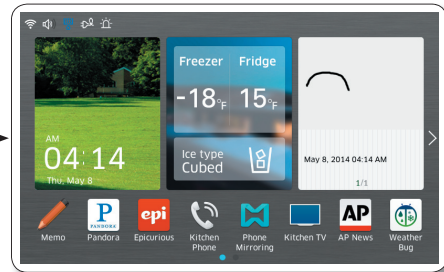 Freezer Fridge
-18°F 15°F
Ice type
Cubed
AM
04:14
Thu, May 8
May 8, 2014 04:14 AM
1/1
P
PANDORA
epi
AP
Memo
Pandora
Epicurious
Kitchen
Phone
Phone
Mirroring
Kitchen TV
AP News
Weather
Bug